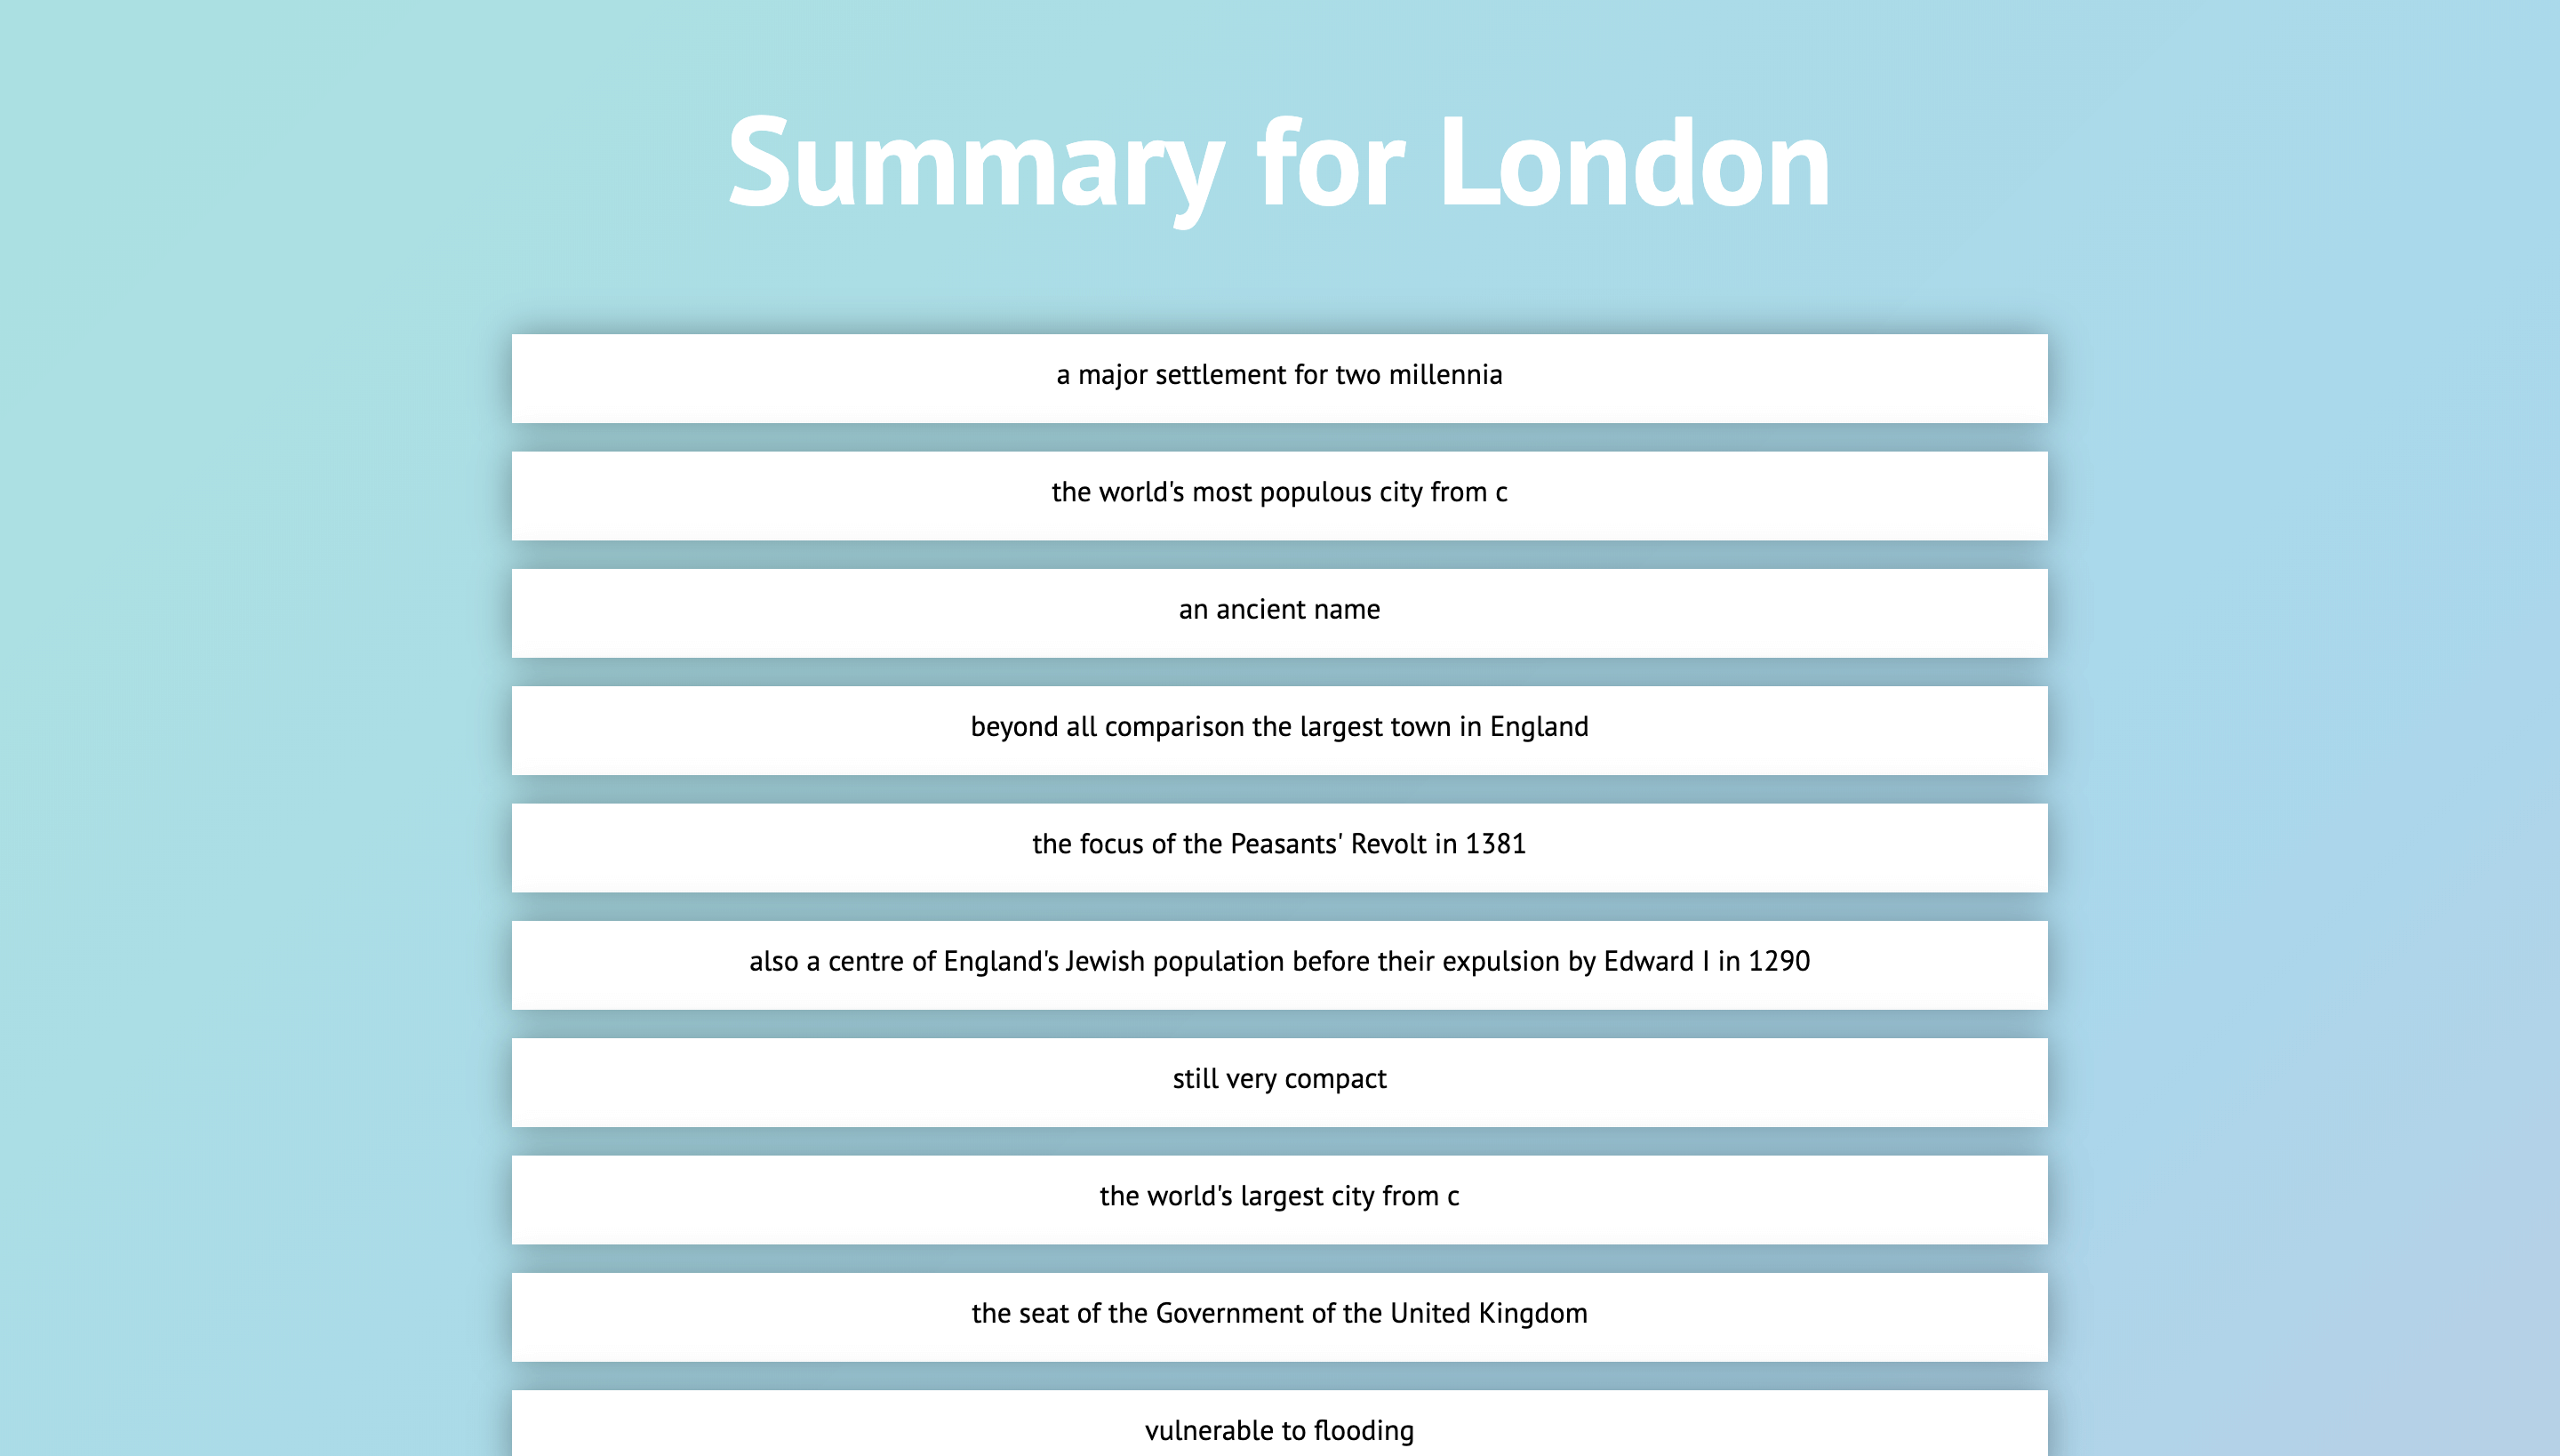 Summary for London
a major settlement for two millennia
the world's most populous city from c
an ancient name
beyond all comparison the largest town in England
the focus of the Peasants' Revolt in 1381
also a centre of England's Jewish population before their expulsion by Edward I in 1290
still very compact
the world's largest city from c
the seat of the Government of the United Kingdom
vulnerable to flooding